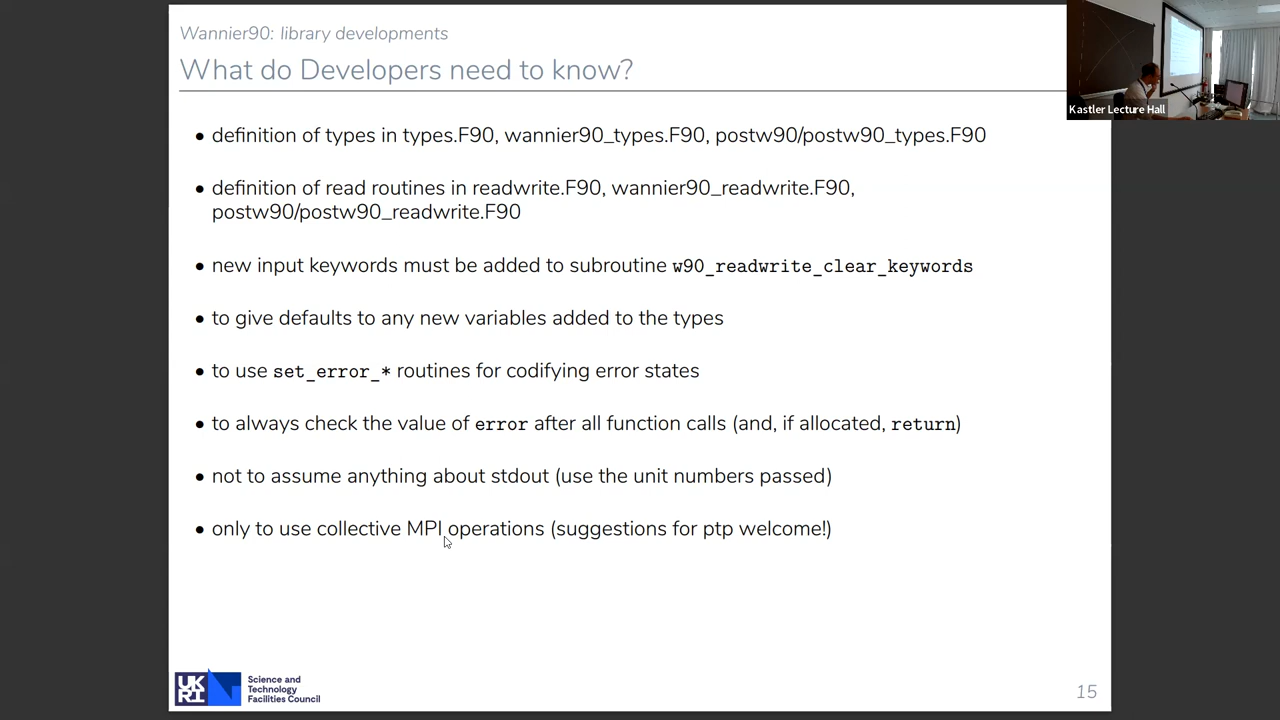 Wannier90: library developments
What do Developers need to know?
Kastler Lecture Hall
• definition of types in types.F90, wannier90_types.F90, postw90/postw90_types.F90
• definition of read routines in readwrite.F90, wannier90_readwrite.F90,
postw90/postw90_readwrite.F90
• new input keywords must be added to subroutine w90_readwrite_clear_keywords
• to give defaults to any new variables added to the types
• to use set_error_* routines for codifying error states
• to always check the value of error after all function calls (and, if allocated, return)
• not to assume anything about stdout (use the unit numbers passed)
• only to use collective MPI operations (suggestions for ptp welcome!)
UK
RI
Science and
Technology
Facilities Council
15